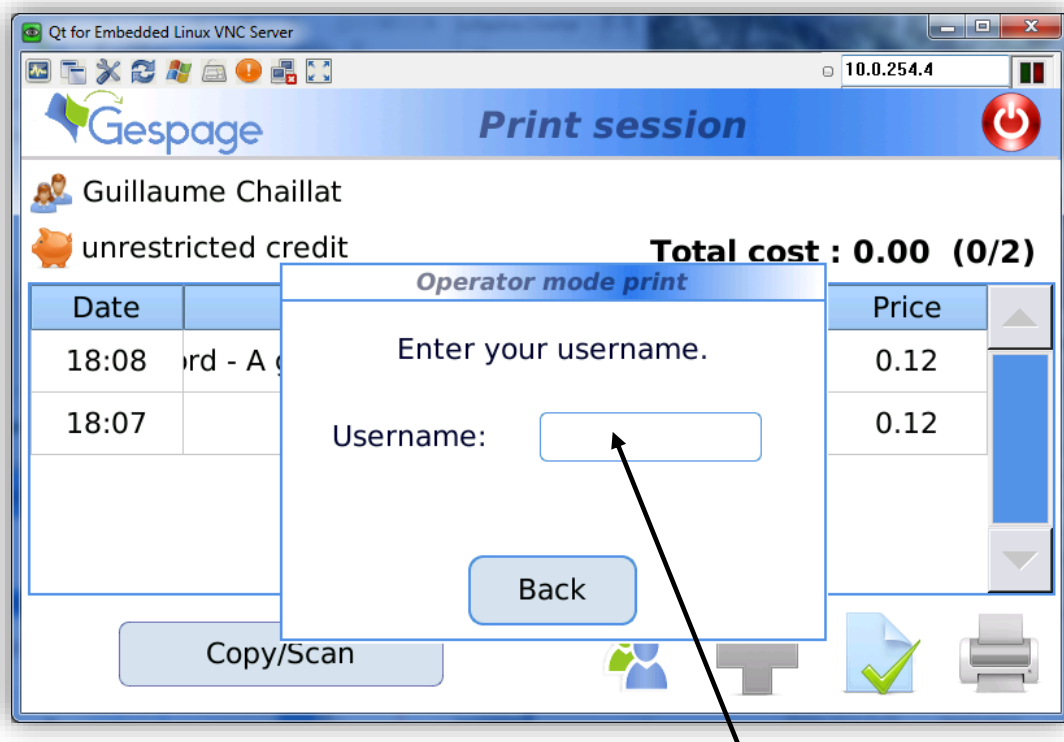 Qt for Embedded Linux VNC Server
10.0.254.4
Gespage
Print session
Guillaume Chaillat
unrestricted credit
Total cost : 0.00 (0/2)
Operator mode print
Date
Price
Enter your username.
18:08
rd - A
0.12
18:07
0.12
Username:
Back
Copy/Scan